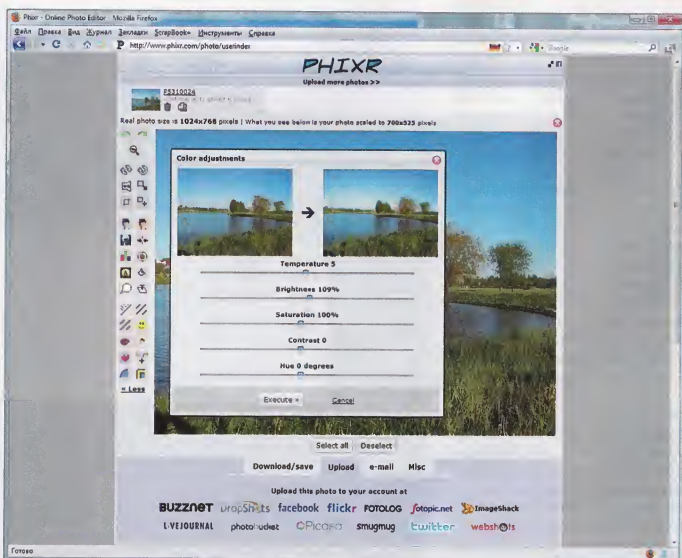 Phixr - Online Photo Editor - Mozilla Firefox
Файл Правка Вид Журнал Закладки ScrapBook+ Инструменты Справка
http://www.phixr.com/photo/userindex
Google
PHIXR
Upload more photos >>
PS310024
Real photo size is 1024x768 pixels | What you see below is your photo scaled to 700x525 pixels
Color adjustments
Temperature 5
Brightness 109%
Saturation 100%
Contrast 0
Hue 0 degrees
« Less
Execute »
Cancel
Select all Deselect
Download/save Upload e-mail Misc
Upload this photo to your account at
BUZZNET DropShots facebook flickr FOTOLOG fotopic.net ImageShack
LIVEJOURNAL photobucket Picasa smugmug twitter webshots
Готово